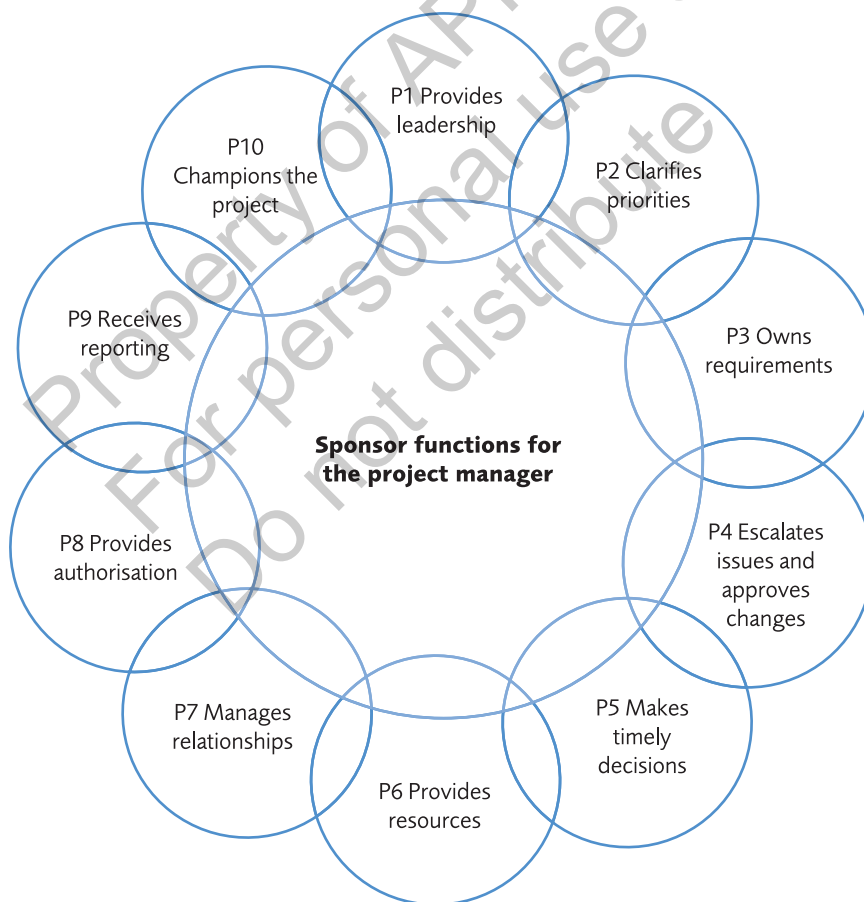 P1 Provides
leadership
P2 Clarifies
priorities
P3 Owns
requirements
P4 Escalates
issues and
approves
changes
P5 Makes
timely
decisions
P6 Provides
resources
P7 Manages
relationships
P8 Provides
authorisation
P9 Receives
reporting
P10
Champions the
project
Sponsor functions for
the project manager
Property of
For personal use
Do not distribute